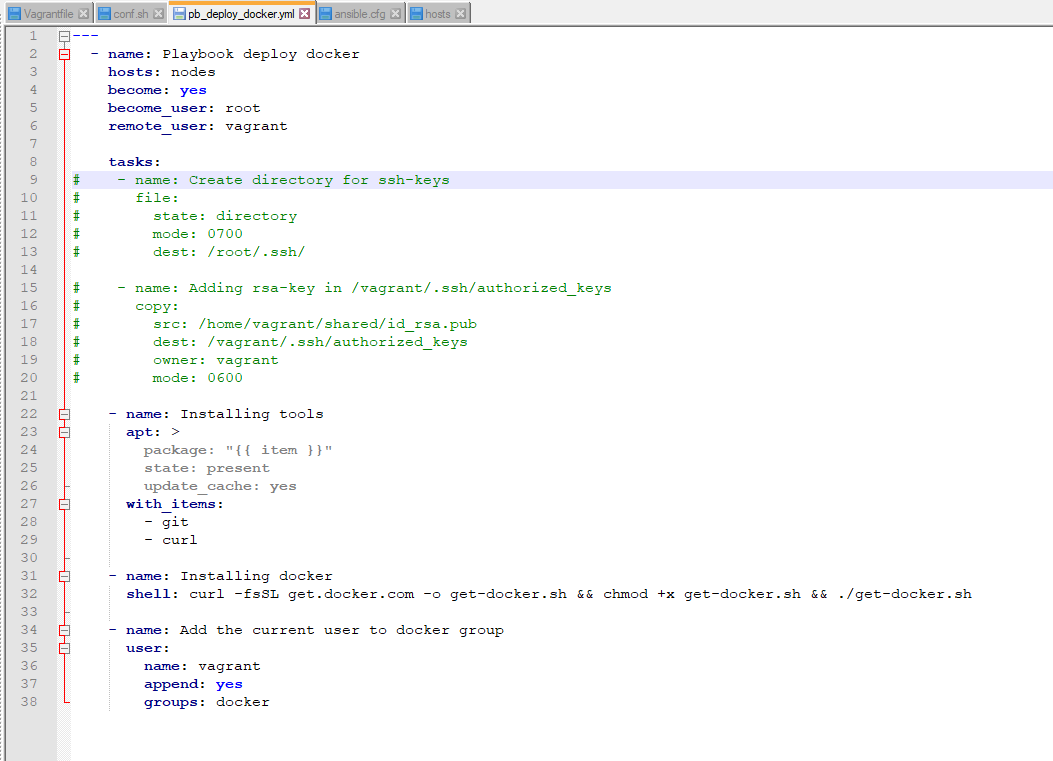 Vagrantfile conf.sh pb_deploy_docker.yml ansible.cfg hosts
1 ---
2   - name: Playbook deploy docker
3     hosts: nodes
4     become: yes
5     become_user: root
6     remote_user: vagrant
7
8     tasks:
9 #    - name: Create directory for ssh-keys
10 #      file:
11 #        state: directory
12 #        mode: 0700
13 #        dest: /root/.ssh/
14
15 #    - name: Adding rsa-key in /vagrant/.ssh/authorized_keys
16 #      copy:
17 #        src: /home/vagrant/shared/id_rsa.pub
18 #        dest: /vagrant/.ssh/authorized_keys
19 #        owner: vagrant
20 #        mode: 0600
21
22     - name: Installing tools
23       apt: >
24         package: "{{ item }}"
25         state: present
26         update_cache: yes
27       with_items:
28         - git
29         - curl
30
31     - name: Installing docker
32       shell: curl -fsSL get.docker.com -o get-docker.sh && chmod +x get-docker.sh && ./get-docker.sh
33
34     - name: Add the current user to docker group
35       user:
36         name: vagrant
37         append: yes
38         groups: docker